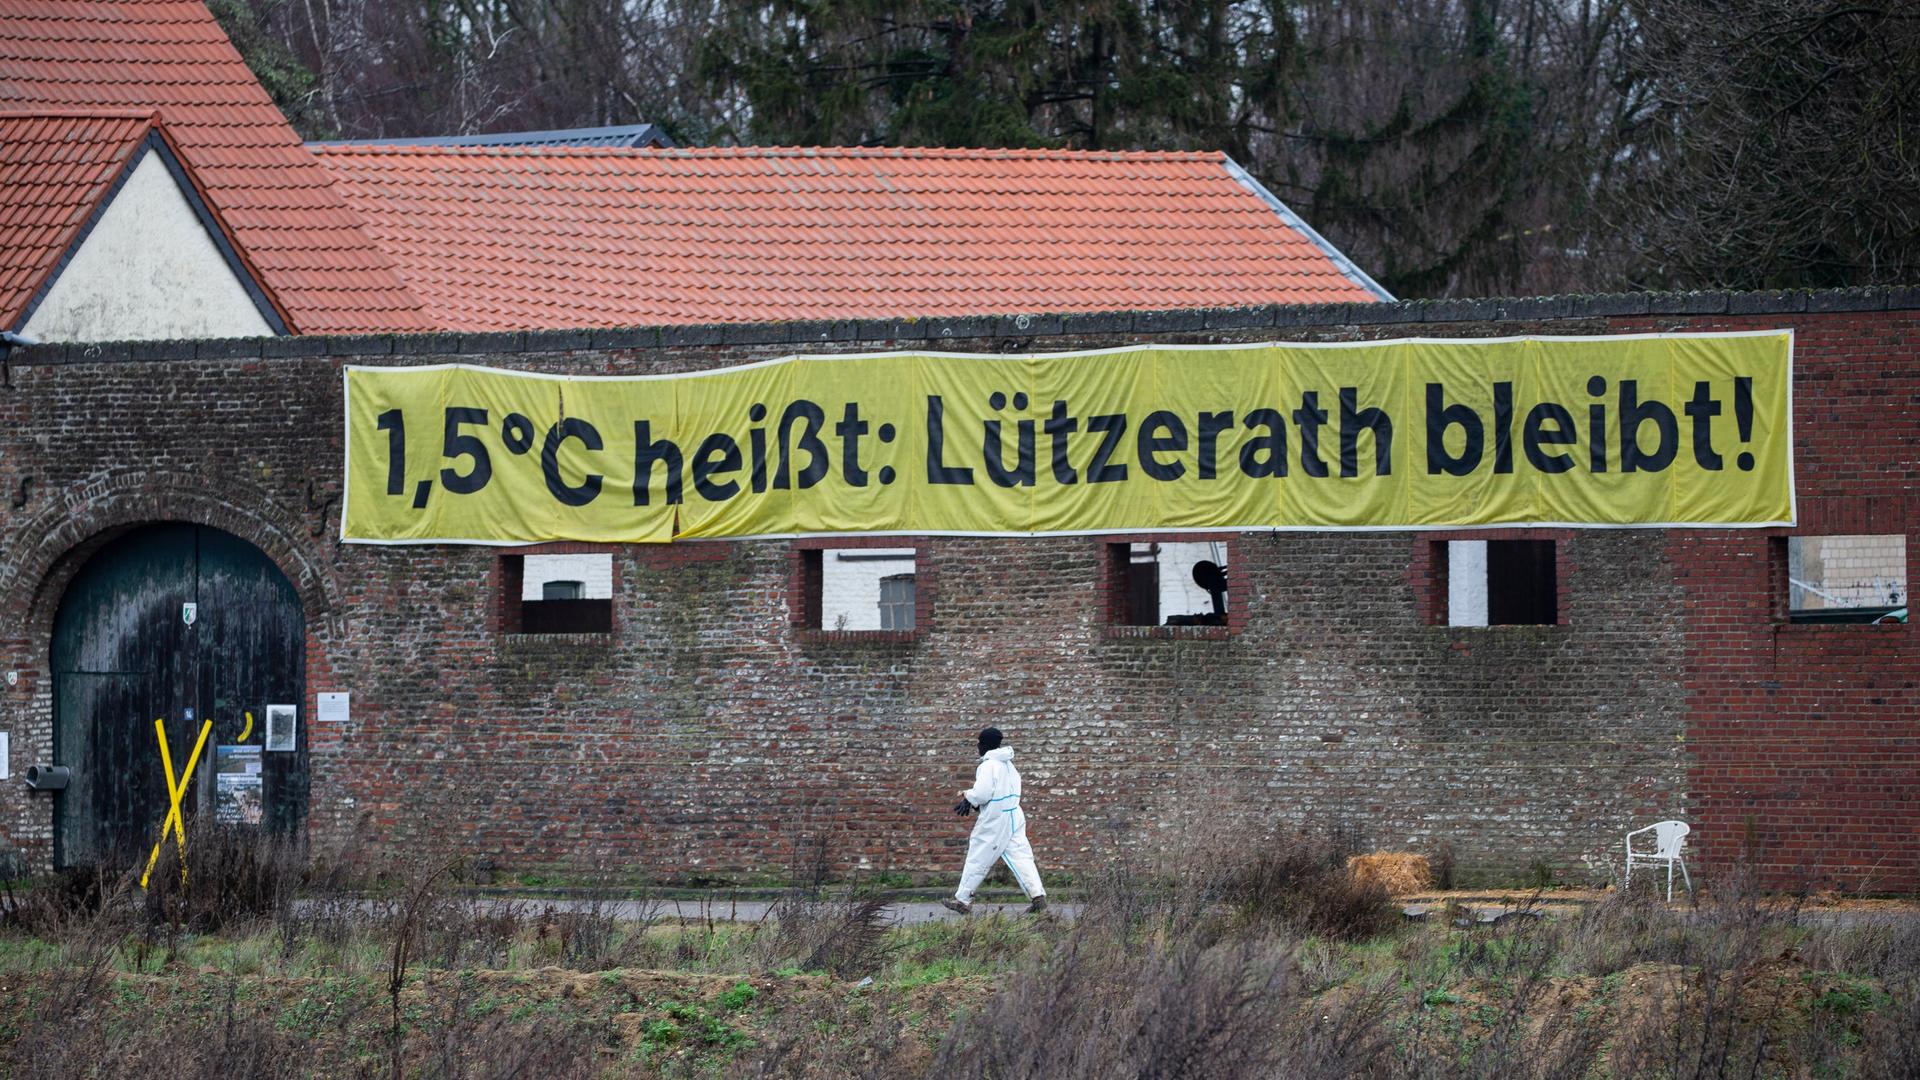 1,5°C heißt: Lützerath bleibt!